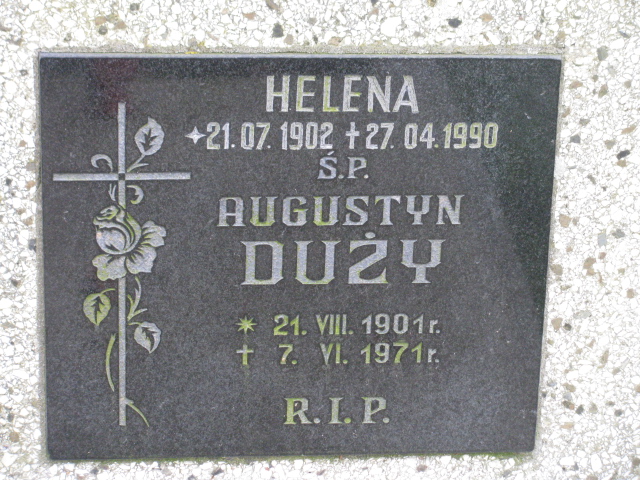 HELENA
✦21.07.1902 ✝27.04.1990
Ś.P.
AUGUSTYN
DUŻY
✴ 21. VIII. 1901r.
✝ 7. VI. 1971r.
R.I.P.